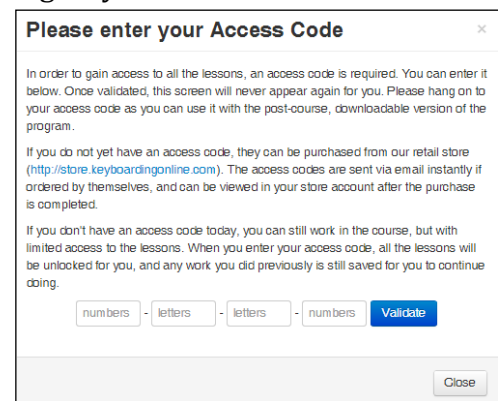 Please enter your Access Code ×
In order to gain access to all the lessons, an access code is required. You can enter it
below. Once validated, this screen will never appear again for you. Please hang on to
your access code as you can use it with the post-course, downloadable version of the
program.
If you do not yet have an access code, they can be purchased from our retail store
(http://store.keyboardingonline.com). The access codes are sent via email instantly if
ordered by themselves, and can be viewed in your store account after the purchase
is completed.
If you don't have an access code today, you can still work in the course, but with
limited access to the lessons. When you enter your access code, all the lessons will
be unlocked for you, and any work you did previously is still saved for you to continue
doing.
numbers - letters - letters - numbers Validate
Close